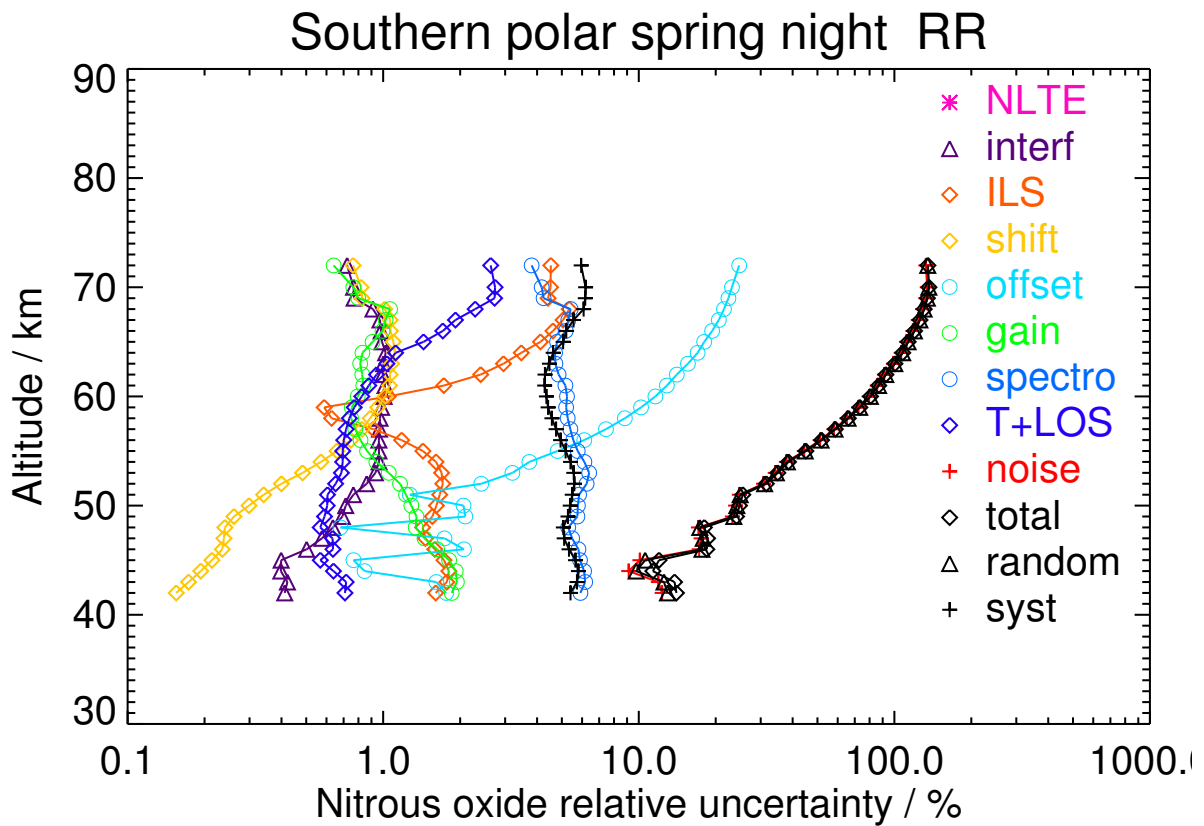 Southern polar spring night RR
90
80
70
60
50
40
30
Altitude / km
NLTE
interf
ILS
shift
offset
gain
spectro
T+LOS
noise
total
random
syst
0.1 1.0 10.0 100.0 1000.0
Nitrous oxide relative uncertainty / %